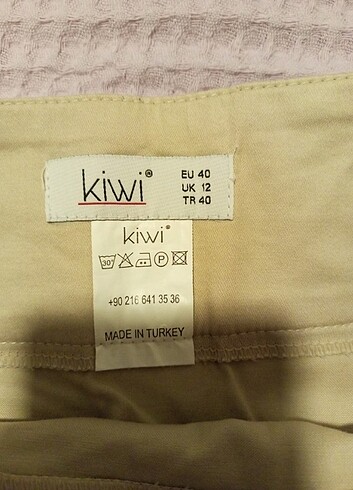 kiwi®
EU 40
UK 12
TR 40
kiwi®
30°
P
+90 216 641 35 36
MADE IN TURKEY